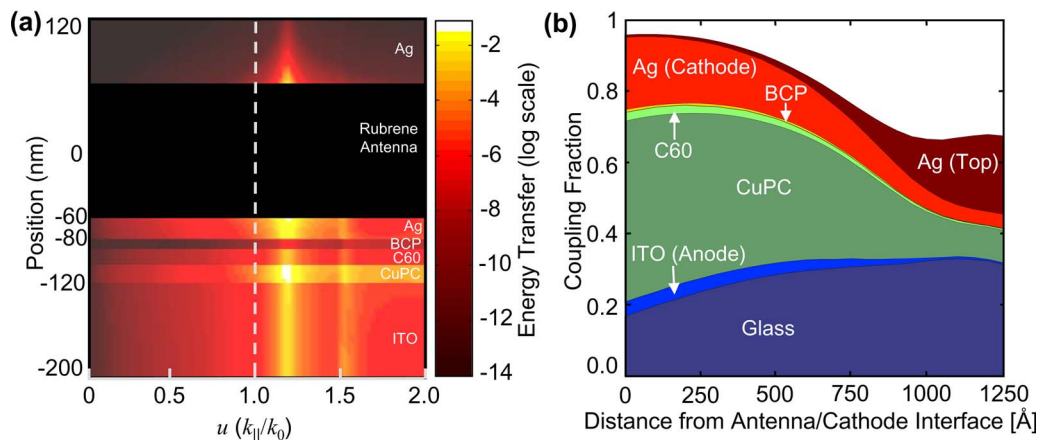 (a)
120
0
-60
-80
-120
-200
Position (nm)
Ag
Rubrene
Antenna
Ag
BCP
C60
CuPC
ITO
0
0.5
1.0
1.5
2.0
u (k||/k0)
-2
-4
-6
-8
-10
-12
-14
Energy Transfer (log scale)
(b)
1
0.8
0.6
0.4
0.2
0.0
Coupling Fraction
Ag (Cathode)
BCP
C60
Ag (Top)
CuPC
ITO (Anode)
Glass
0
250
500
750
1000
1250
Distance from Antenna/Cathode Interface [Å]